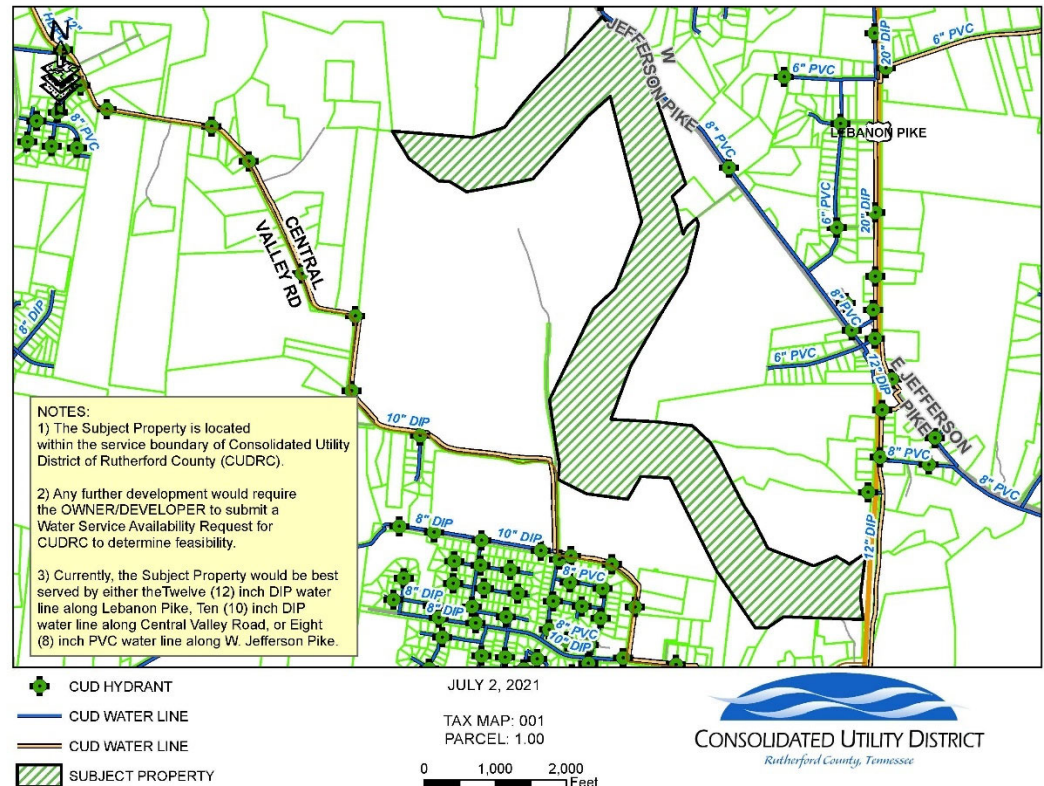 12"
HE
N
8" PVC
W
JEFFERSON PIKE
8" PVC
6" PVC
20" DIP
6" PVC
LEBANON PIKE
6" PVC
20" DIP
CENTRAL
VALLEY RD
8" DIP
8" PVC
6" PVC
12" DIP
E JEFFERSON
PIKE
8" PVC
10" DIP
12" DIP
8" DIP
10" DIP
8" PVC
8" DIP
8" DIP
8" PVC
10" DIP
NOTES:
1) The Subject Property is located
within the service boundary of Consolidated Utility
District of Rutherford County (CUDRC).
2) Any further development would require
the OWNER/DEVELOPER to submit a
Water Service Availability Request for
CUDRC to determine feasibility.
3) Currently, the Subject Property would be best
served by either theTwelve (12) inch DIP water
line along Lebanon Pike, Ten (10) inch DIP
water line along Central Valley Road, or Eight
(8) inch PVC water line along W. Jefferson Pike.
CUD HYDRANT
CUD WATER LINE
CUD WATER LINE
SUBJECT PROPERTY
JULY 2, 2021
TAX MAP: 001
PARCEL: 1.00
0 1,000 2,000
Feet
CONSOLIDATED UTILITY DISTRICT
Rutherford County, Tennessee